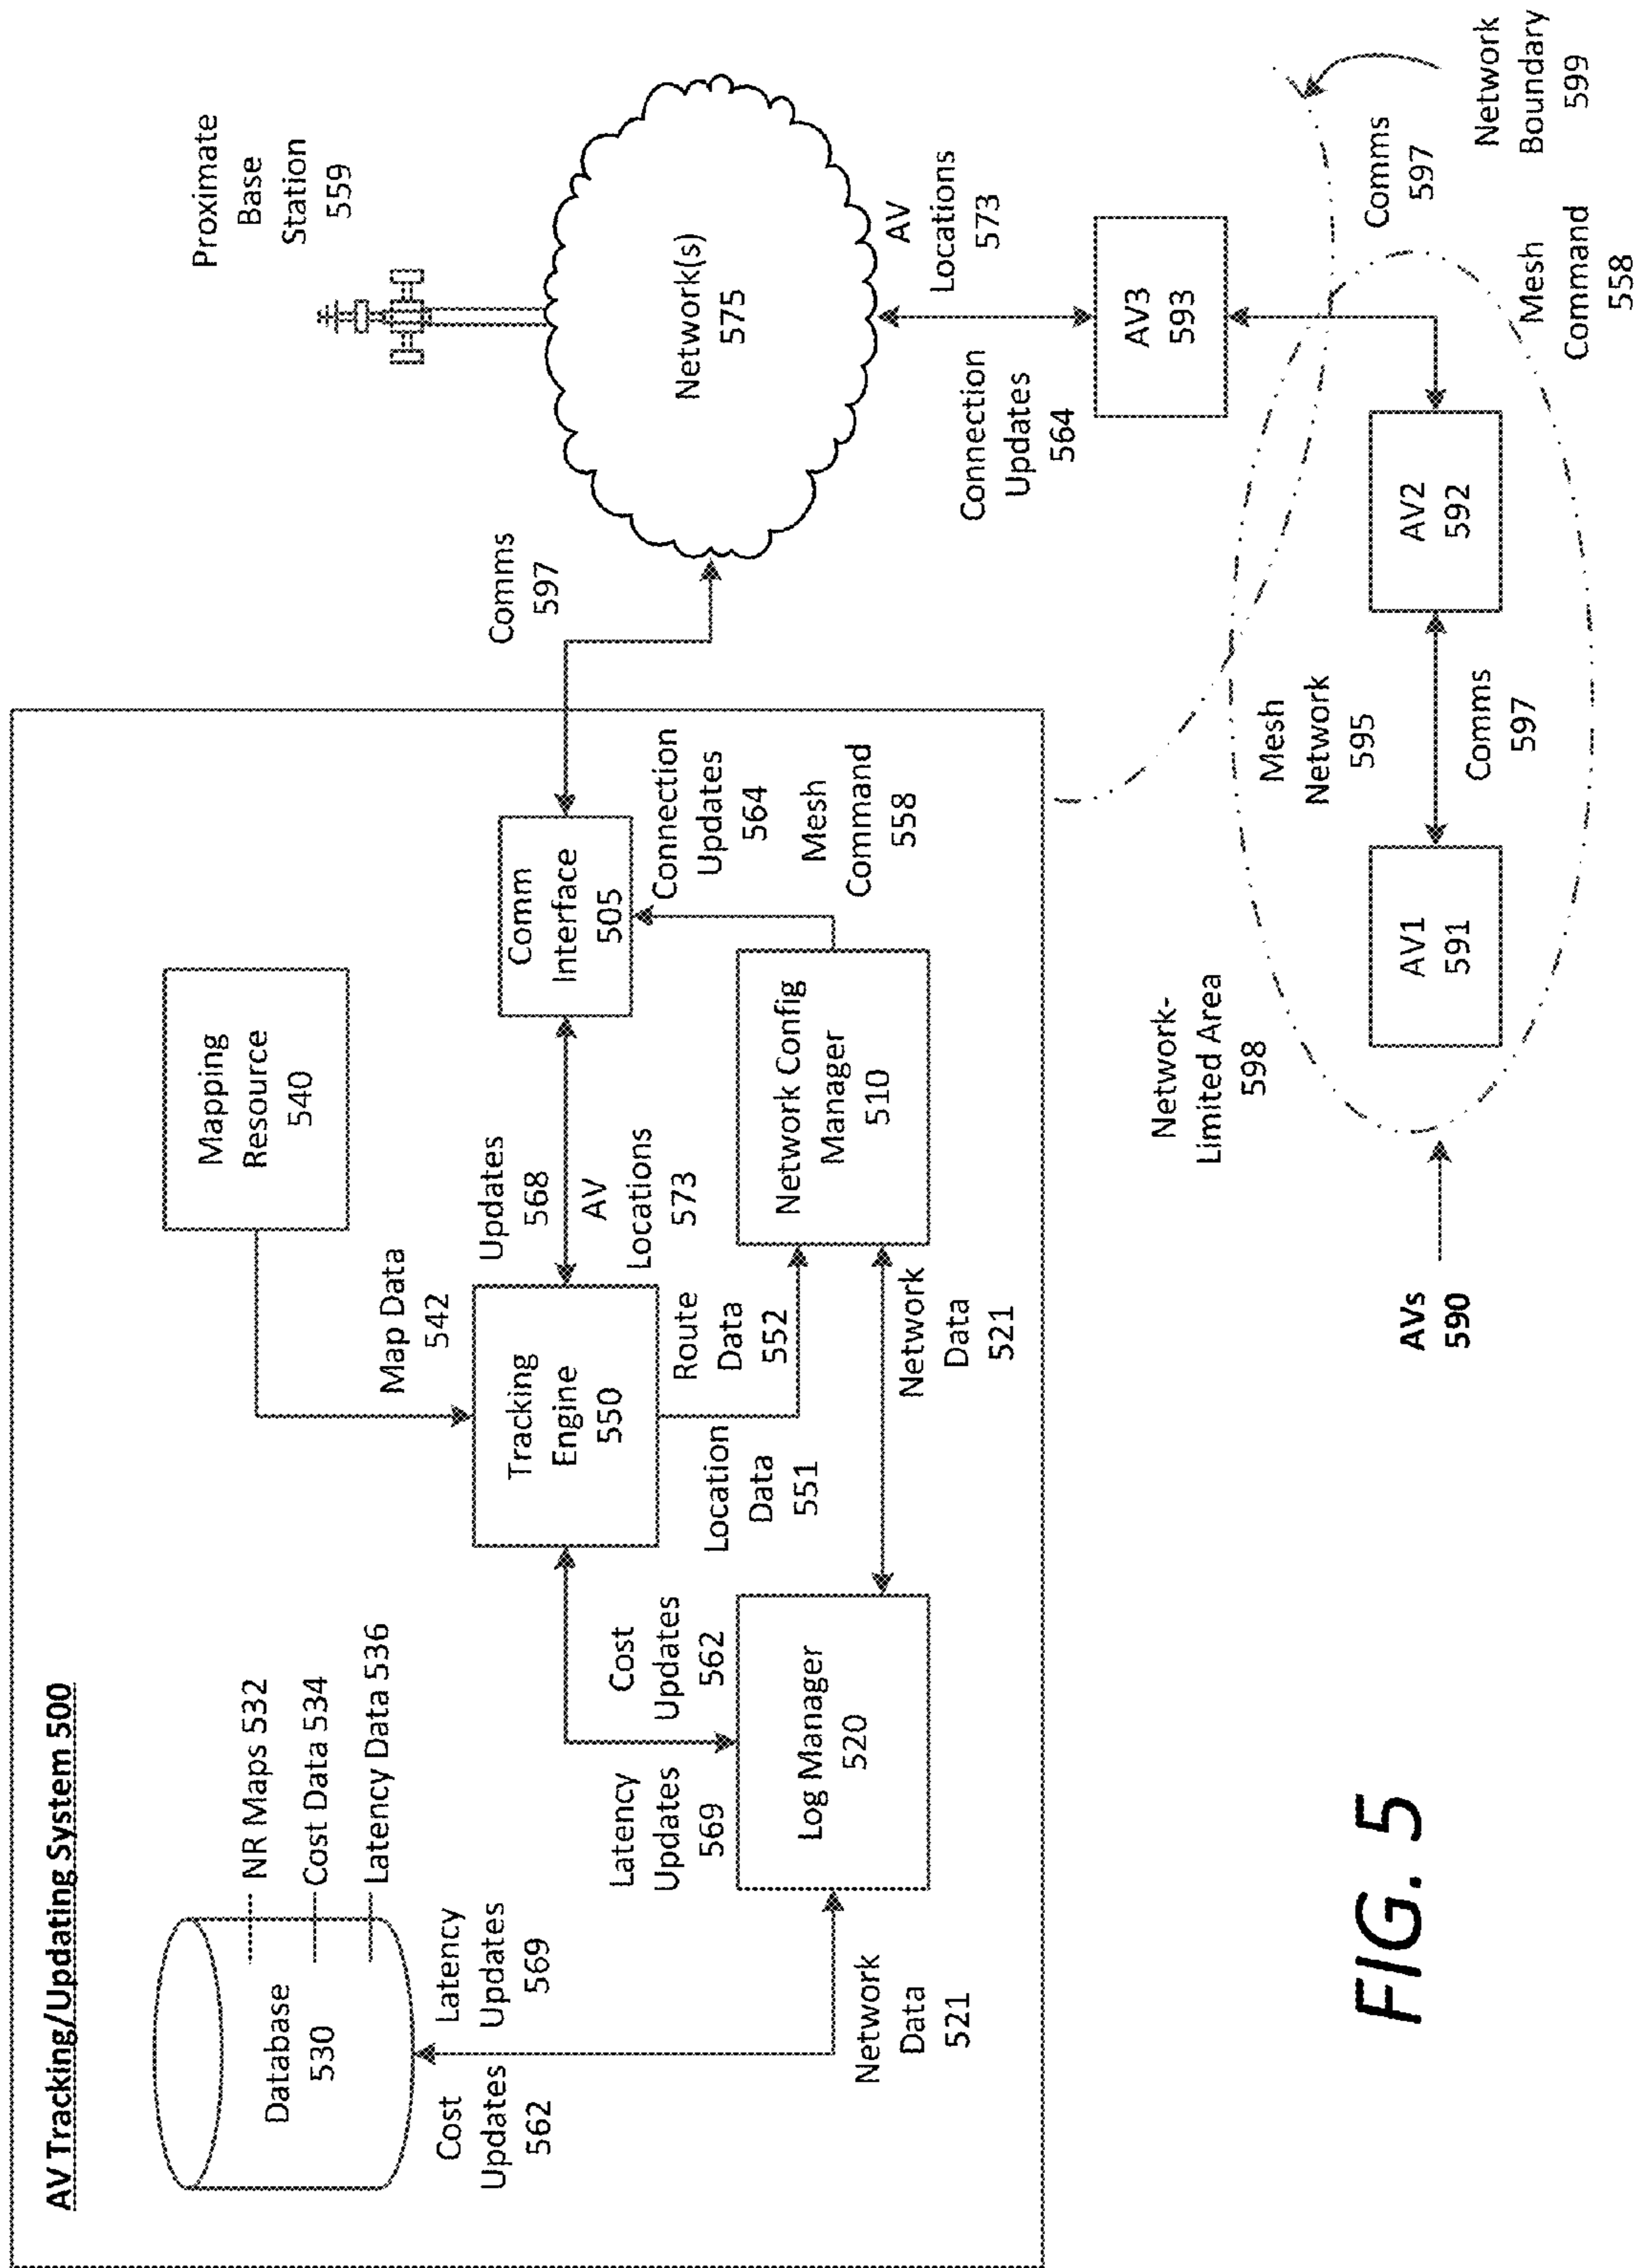 AV Tracking/Updating System 500
Database
530
NR Maps 532
Cost Data 534
Latency Data 536
Mapping
Resource
540
Map Data
542
Cost
Updates
562
Latency
Updates
569
Latency
Updates
569
Cost
Updates
562
Tracking
Engine
550
Updates
568
AV
Locations
573
Comm
Interface
505
Comms
597
Location
Data
551
Route
Data
552
Connection
Updates
564
Mesh
Command
558
Network
Data
521
Log Manager
520
Network
Data
521
Network Config
Manager
510
Proximate
Base
Station
559
Network(s)
575
Connection
Updates
564
AV
Locations
573
AV3
593
Comms
597
Network
Boundary
599
Mesh
Command
558
Network-
Limited Area
598
Mesh
Network
595
AVs
590
AV1
591
Comms
597
AV2
592
FIG. 5